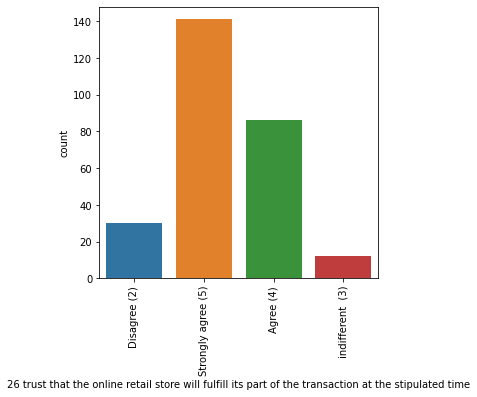 140
120
100
80
60
40
20
0
count
Disagree (2)
Strongly agree (5)
Agree (4)
indifferent  (3)
26 trust that the online retail store will fulfill its part of the transaction at the stipulated time